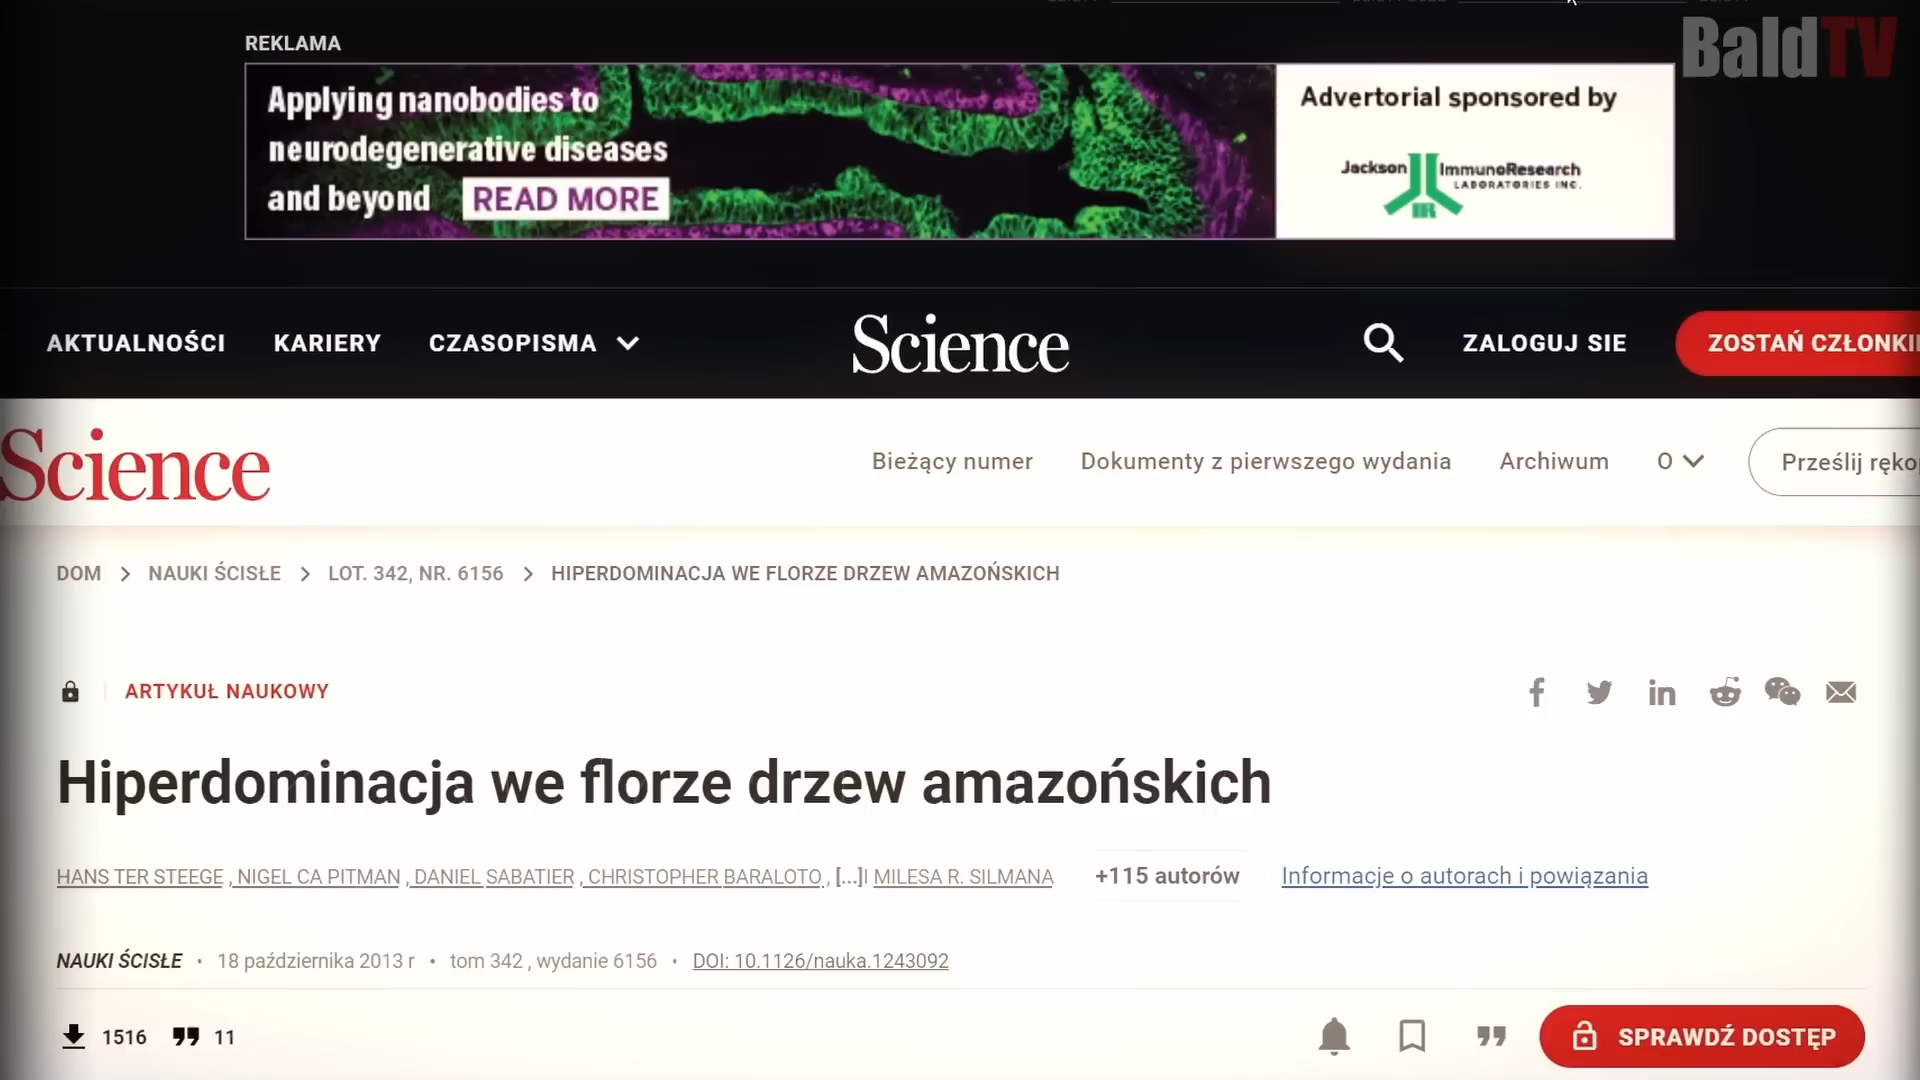 BaldTV
REKLAMA
Applying nanobodies to
neurodegenerative diseases
and beyond READ MORE
Advertorial sponsored by
Jackson ImmunoResearch
LABORATORIES INC.
AKTUALNOŚCI KARIERY CZASOPISMA Science ZALOGUJ SIE ZOSTAŃ CZŁONKI
Science Bieżący numer Dokumenty z pierwszego wydania Archiwum O Prześlij ręko
DOM > NAUKI ŚCISŁE > LOT. 342, NR. 6156 > HIPERDOMINACJA WE FLORZE DRZEW AMAZOŃSKICH
ARTYKUŁ NAUKOWY
Hiperdominacja we florze drzew amazońskich
HANS TER STEEGE , NIGEL CA PITMAN , DANIEL SABATIER , CHRISTOPHER BARALOTO , [...]I MILESA R. SILMANA +115 autorów Informacje o autorach i powiązania
NAUKI ŚCISŁE • 18 października 2013 r • tom 342 , wydanie 6156 • DOI: 10.1126/nauka.1243092
1516 11 SPRAWDŹ DOSTĘP